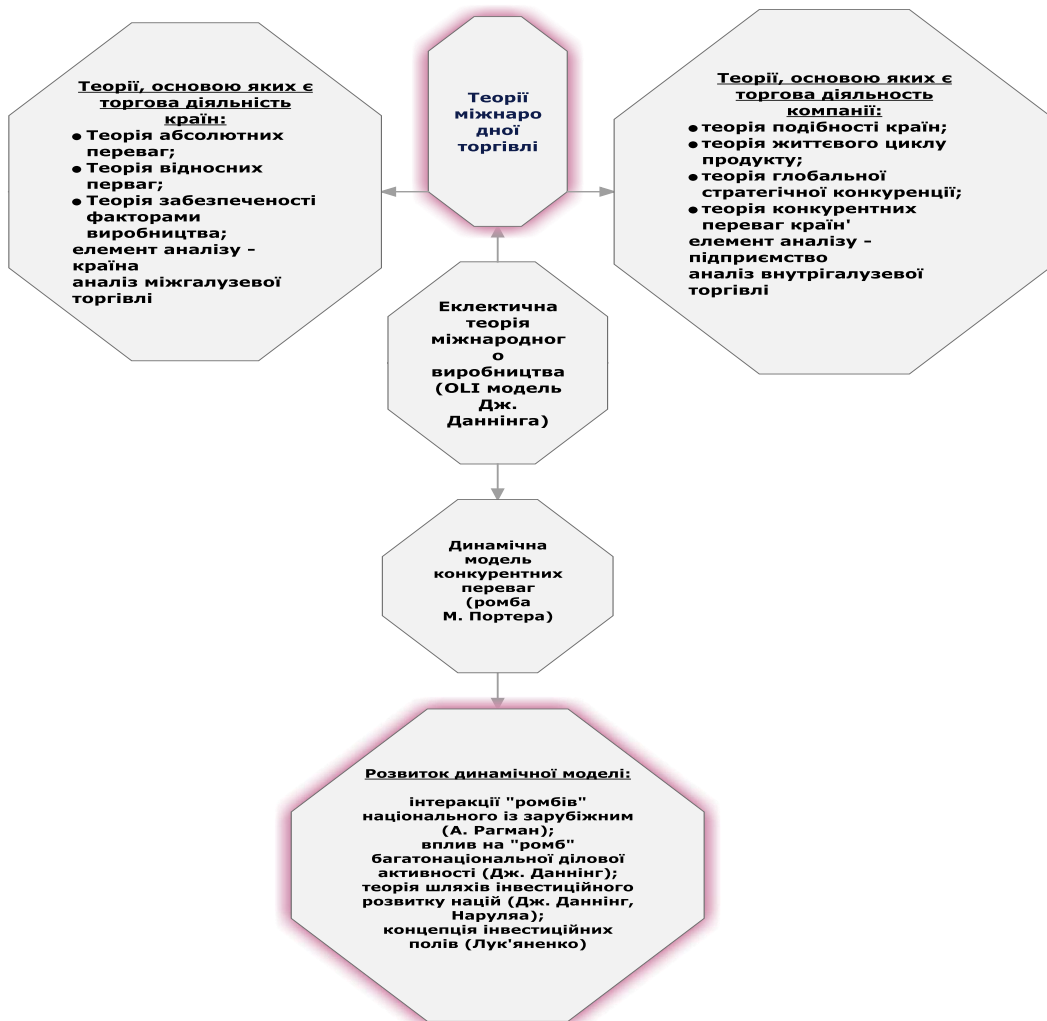 Теорії, основою яких є
торгова діяльність
країн:
• Теорія абсолютних
переваг;
• Теорія відносних
перваг;
• Теорія забезпеченості
факторами
виробництва;
елемент аналізу –
країна
аналіз міжгалузевої
торгівлі
Теорії
міжнаро
дної
торгівлі
Теорії, основою яких є
торгова діяльность
компанії:
• теорія подібності країн;
• теорія життєвого циклу
продукту;
• теорія глобальної
стратегічної конкуренції;
• теорія конкурентних
переваг країн'
елемент аналізу –
підприємство
аналіз внутрігалузевої
торгівлі
Еклектична
теорія
міжнародног
о
виробництва
(OLI модель
Дж.
Даннінга)
Динамічна
модель
конкурентних
переваг
(ромба
М. Портера)
Розвиток динамічної моделі:
інтеракції "ромбів"
національного із зарубіжним
(А. Рагман);
вплив на "ромб"
багатонаціональної ділової
активності (Дж. Даннінг);
теорія шляхів інвестиційного
розвитку націй (Дж. Даннінг,
Наруляа);
концепція інвестиційних
полів (Лук'яненко)